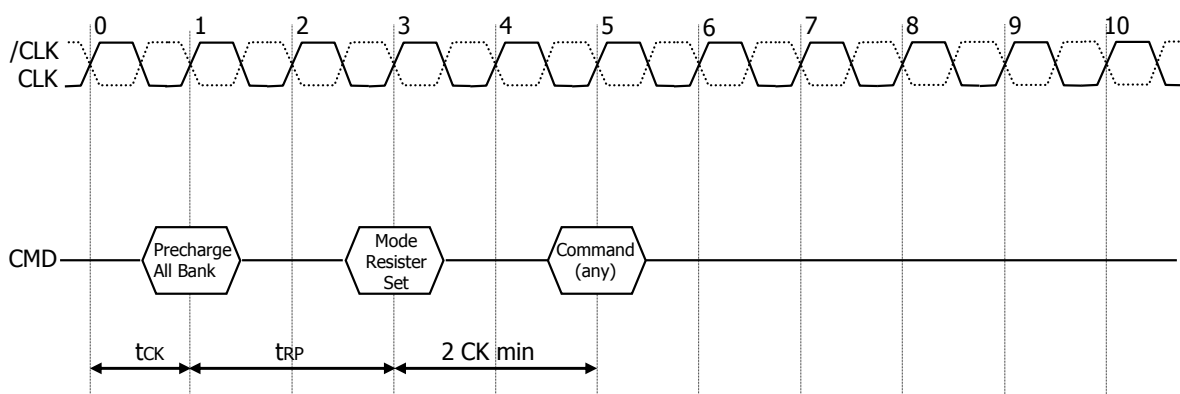 0 1 2 3 4 5 6 7 8 9 10
/CLK
CLK
CMD
Precharge
All Bank
Mode
Resister
Set
Command
(any)
tCK
tRP
2 CK min